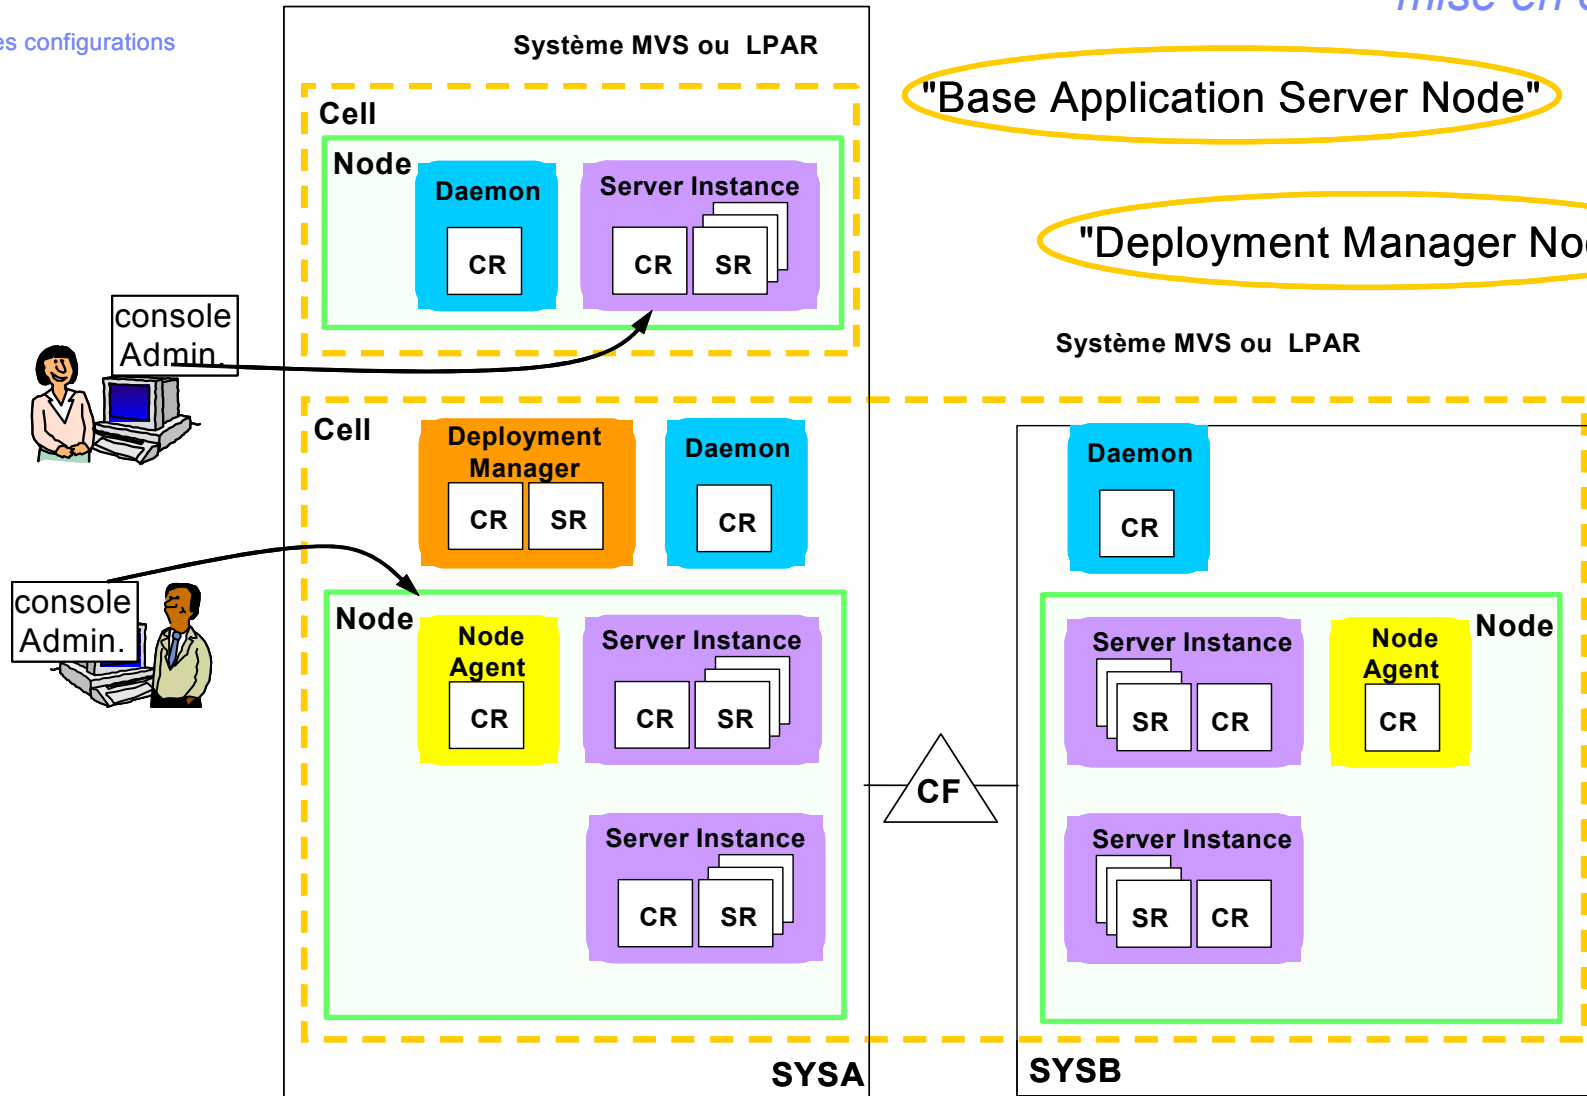 configurations
mise en
Système MVS ou LPAR
"Base Application Server Node"
Cell
Node
Daemon
CR
Server Instance
CR
SR
"Deployment Manager
console
Admin.
Système MVS ou LPAR
Cell
Deployment
Manager
CR
SR
Daemon
CR
Daemon
CR
console
Admin.
Node
Node
Agent
CR
Server Instance
CR
SR
Server Instance
CR
SR
CF
Server Instance
SR
CR
Node
Agent
CR
Node
Server Instance
SR
CR
SYSA
SYSB